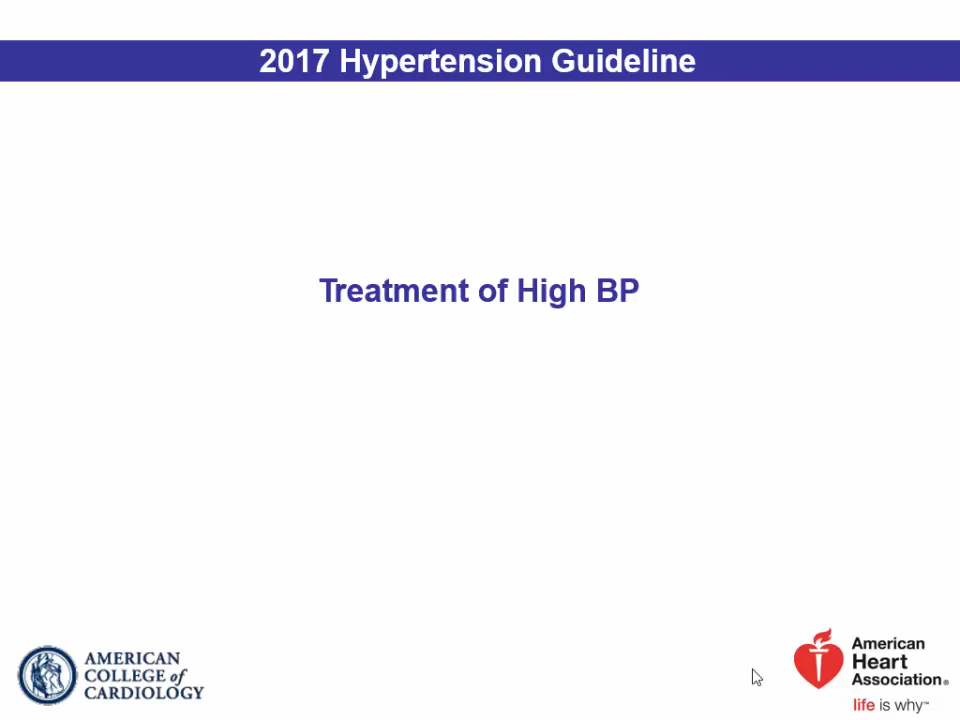 2017 Hypertension Guideline
Treatment of High BP
AMERICAN
COLLEGE of
CARDIOLOGY
American
Heart
Association®
life is why™